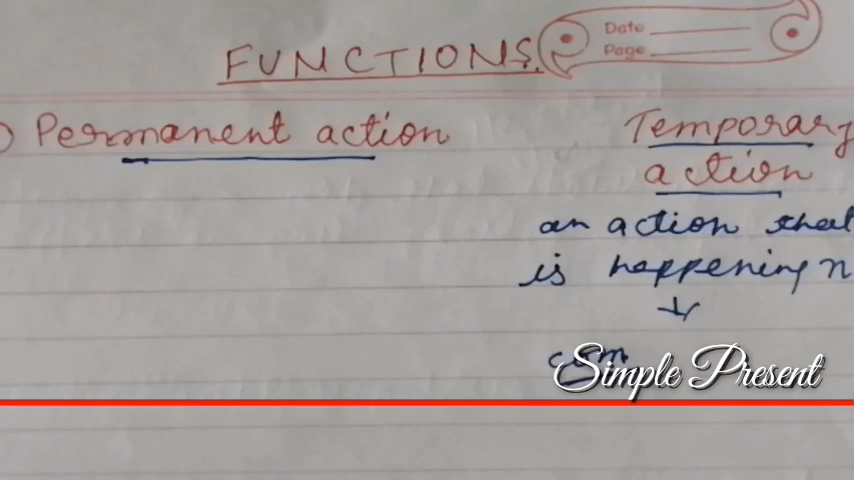 FUNCTIONS.
Date
Page
Permanent action
Temporary
action
an action that
is happening n
Simple Present